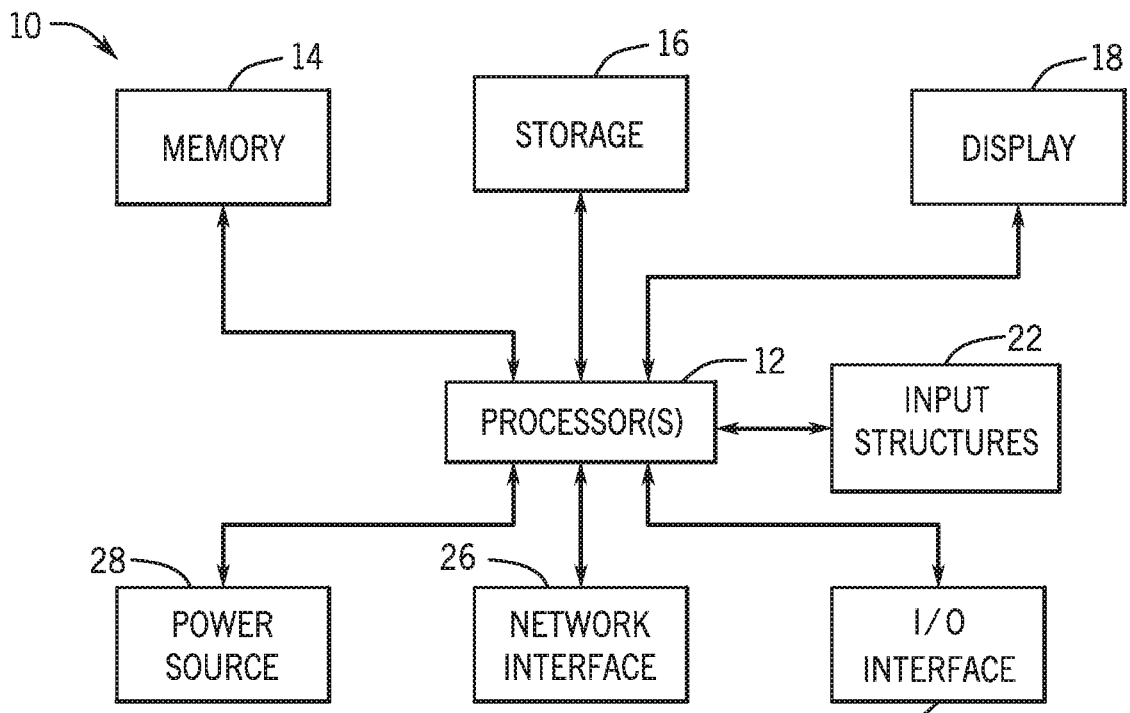 10
14
16
18
MEMORY
STORAGE
DISPLAY
12
22
PROCESSOR(S)
INPUT
STRUCTURES
28
26
POWER
SOURCE
NETWORK
INTERFACE
I/O
INTERFACE